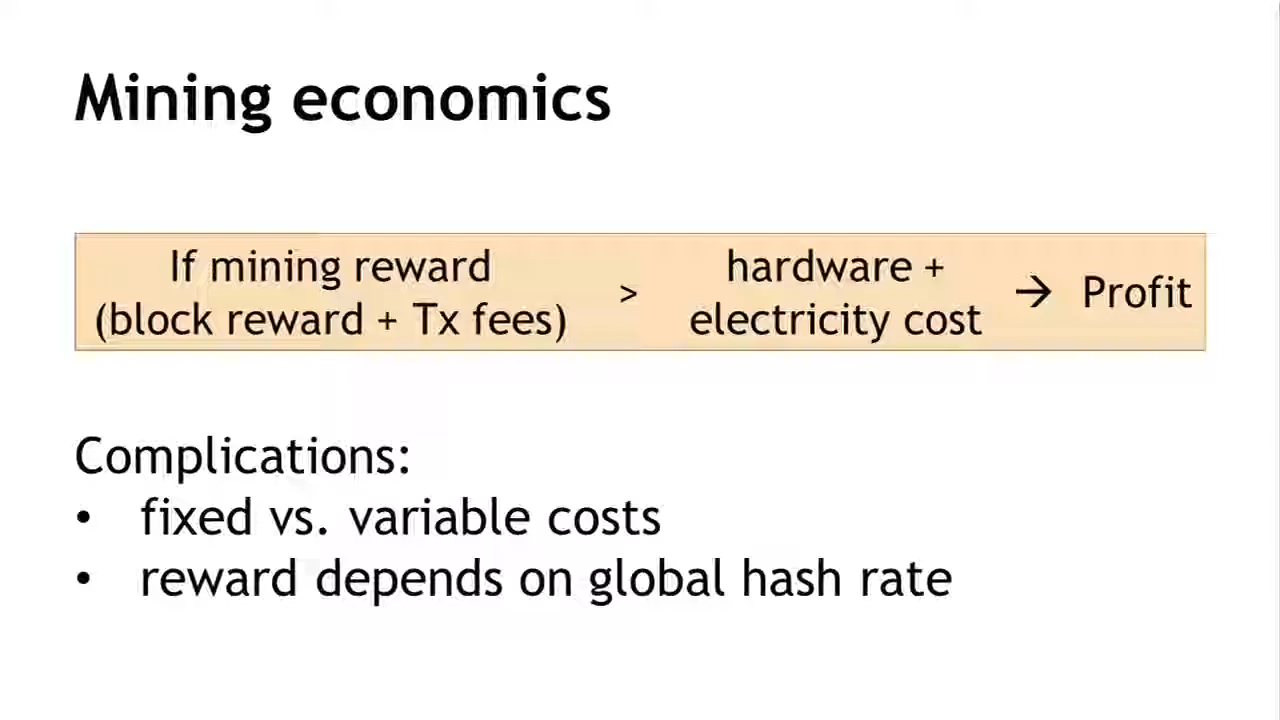 Mining economics
If mining reward
(block reward + Tx fees)
>
hardware +
electricity cost
→ Profit
Complications:
• fixed vs. variable costs
• reward depends on global hash rate